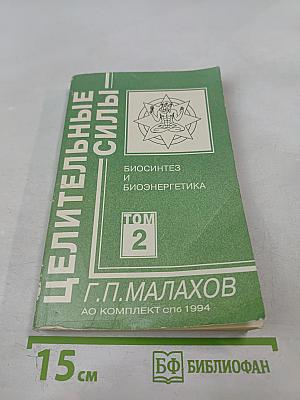 ЦЕЛИТЕЛЬНЫЕ
СИЛЫ
БИОСИНТЕЗ
И
БИОЭНЕРГЕТИКА
ТОМ
2
Г.П.МАЛАХОВ
АО КОМПЛЕКТ СПб 1994
15 см
БФ БИБЛИОФАН